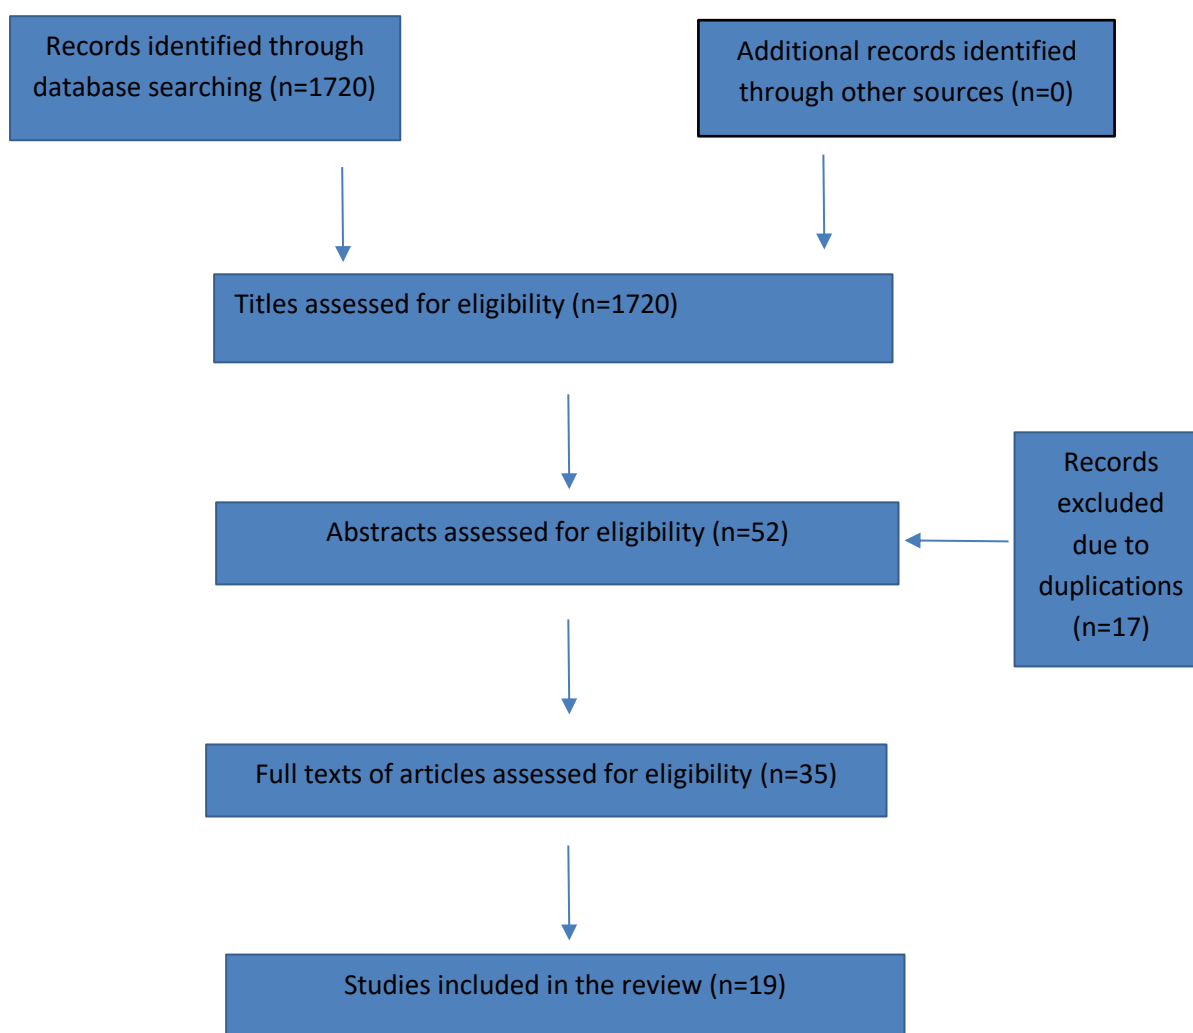 Records identified through
database searching (n=1720)
Additional records identified
through other sources (n=0)
Titles assessed for eligibility (n=1720)
Abstracts assessed for eligibility (n=52)
Records
excluded
due to
duplications
(n=17)
Full texts of articles assessed for eligibility (n=35)
Studies included in the review (n=19)